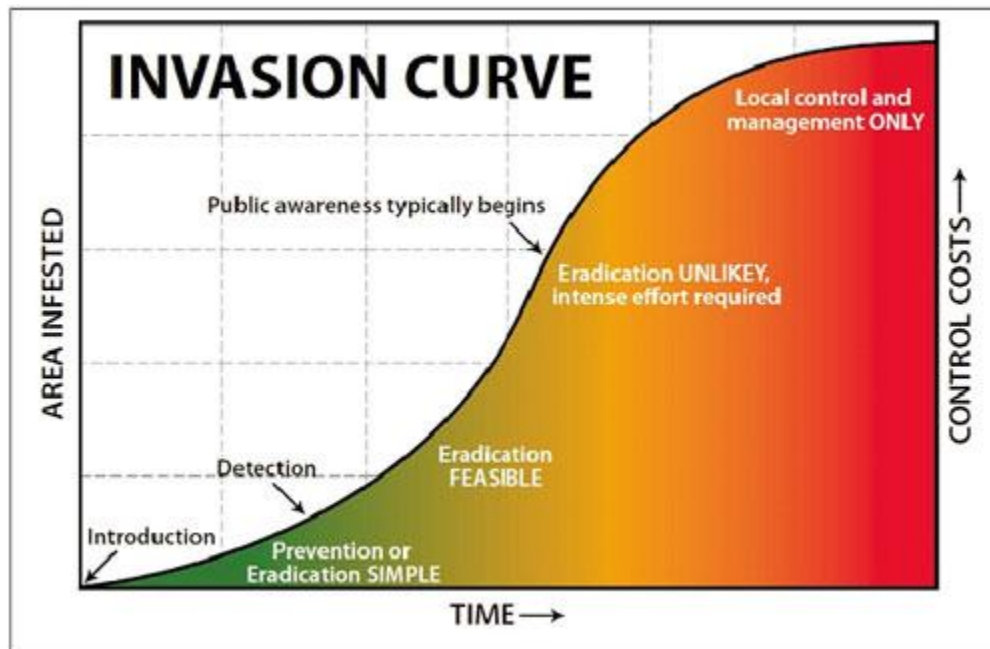 INVASION CURVE
Local control and
management ONLY
Public awareness typically begins
Eradication UNLIKEY,
intense effort required
AREA INFESTED
CONTROL COSTS→
Eradication
FEASIBLE
Detection
Introduction
Prevention or
Eradication SIMPLE
TIME→